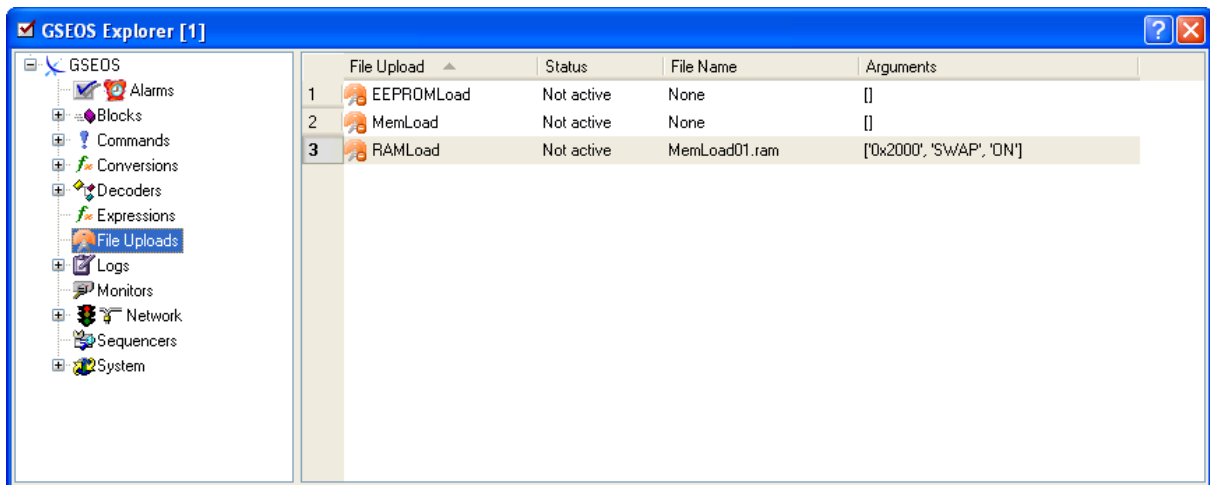 GSEOS Explorer [1]
GSEOS
Alarms
Blocks
Commands
Conversions
Decoders
Expressions
File Uploads
Logs
Monitors
Network
Sequencers
System
File Upload Status File Name Arguments
1 EEPROMLoad Not active None []
2 MemLoad Not active None []
3 RAMLoad Not active MemLoad01.ram ['0x2000', 'SWAP', 'ON']